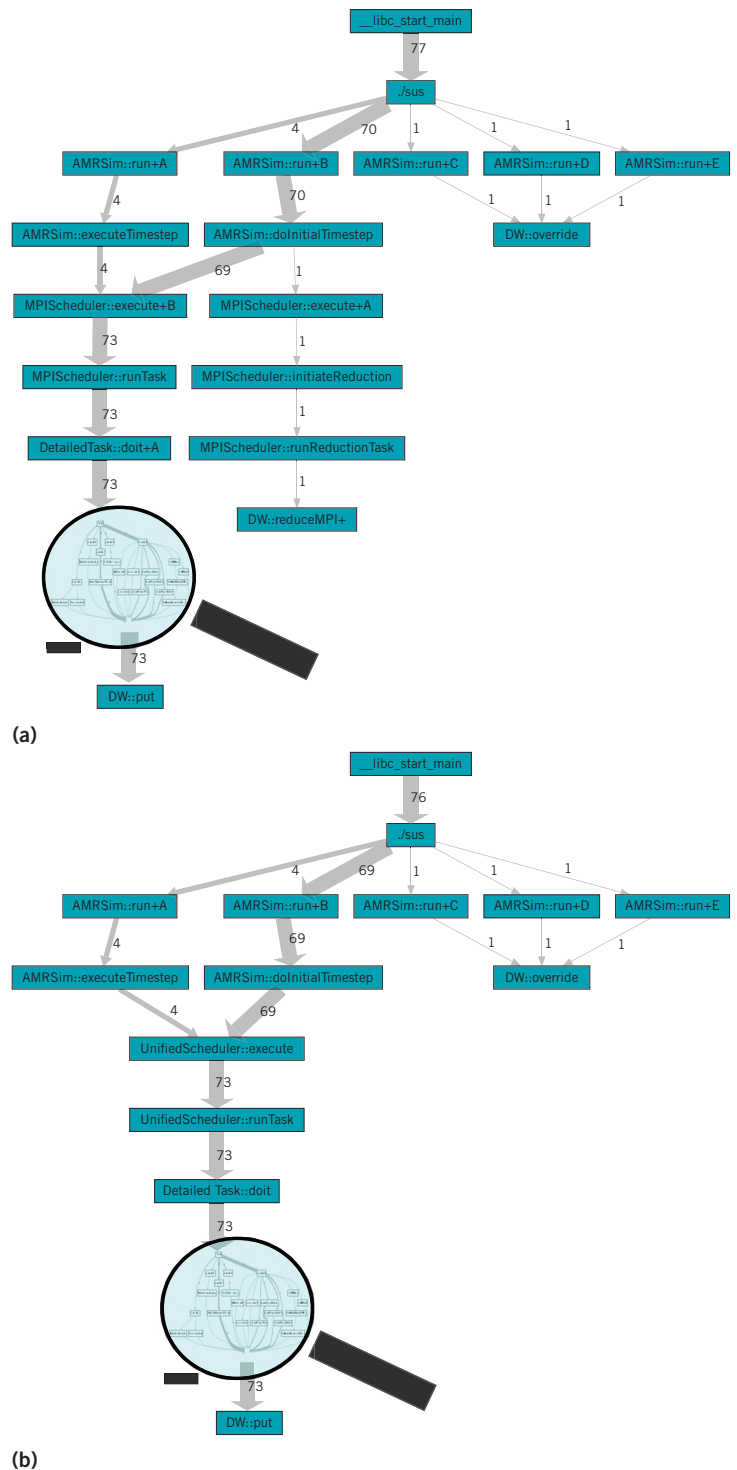 __libc_start_main
77
./sus
4
70
1
1
1
AMRSim::run+A
AMRSim::run+B
AMRSim::run+C
AMRSim::run+D
AMRSim::run+E
4
70
1
1
1
AMRSim::executeTimestep
AMRSim::doInitialTimestep
DW::override
4
69
1
MPIScheduler::execute+B
MPIScheduler::execute+A
73
1
MPIScheduler::runTask
MPIScheduler::initiateReduction
73
1
DetailedTask::doit+A
MPIScheduler::runReductionTask
73
1
DW::reduceMPI+
73
DW::put
(a)
__libc_start_main
76
./sus
4
69
1
1
1
AMRSim::run+A
AMRSim::run+B
AMRSim::run+C
AMRSim::run+D
AMRSim::run+E
4
69
1
1
1
AMRSim::executeTimestep
AMRSim::doInitialTimestep
DW::override
4
69
UnifiedScheduler::execute
73
UnifiedScheduler::runTask
73
Detailed Task::doit
73
73
DW::put
(b)